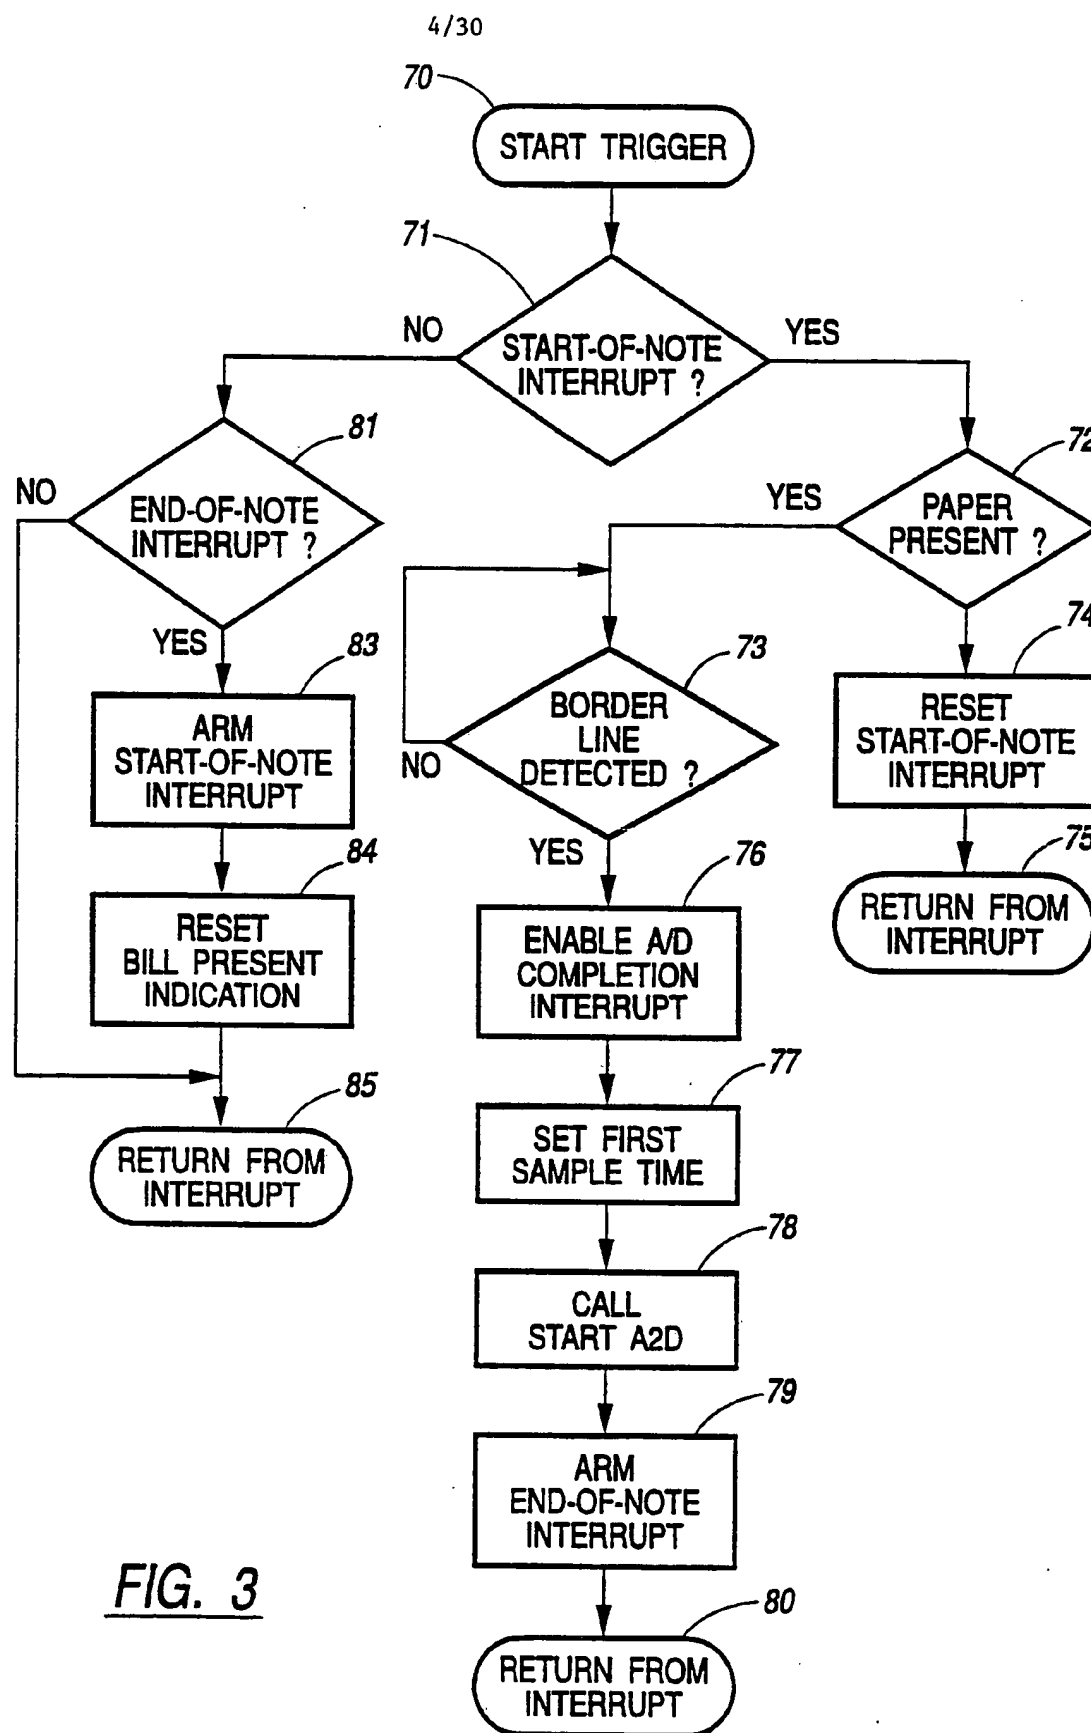 4/30
70
START TRIGGER
71
NO
YES
START-OF-NOTE
INTERRUPT ?
81
72
NO
END-OF-NOTE
INTERRUPT ?
YES
PAPER
PRESENT ?
YES
83
73
74
ARM
START-OF-NOTE
INTERRUPT
BORDER
LINE
DETECTED ?
NO
RESET
START-OF-NOTE
INTERRUPT
84
YES
76
75
RESET
BILL PRESENT
INDICATION
ENABLE A/D
COMPLETION
INTERRUPT
RETURN FROM
INTERRUPT
85
77
RETURN FROM
INTERRUPT
SET FIRST
SAMPLE TIME
78
CALL
START A2D
79
ARM
END-OF-NOTE
INTERRUPT
FIG. 3
80
RETURN FROM
INTERRUPT